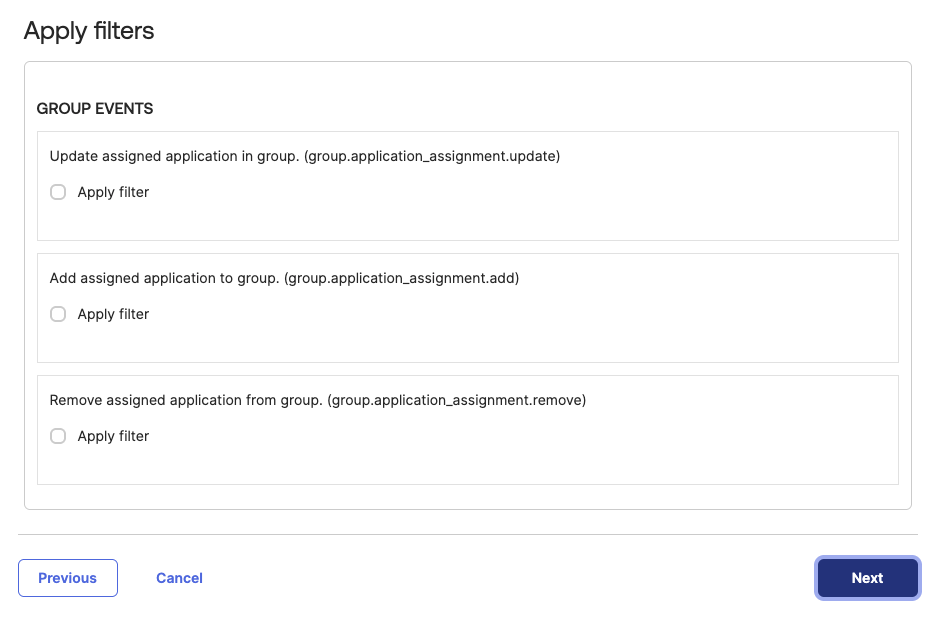 Apply filters
GROUP EVENTS
Update assigned application in group. (group.application_assignment.update)
Apply filter
Add assigned application to group. (group.application_assignment.add)
Apply filter
Remove assigned application from group. (group.application_assignment.remove)
Apply filter
Previous
Cancel
Next